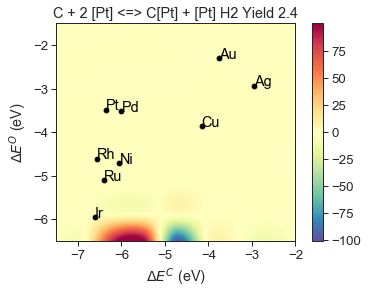 C + 2 [Pt] <=> C[Pt] + [Pt] H2 Yield 2.4
Au
Ag
Pt
Pd
Cu
Rh
Ni
Ru
Ir
−2
−3
−4
−5
−6
ΔE^O (eV)
−7
−6
−5
−4
−3
−2
ΔE^C (eV)
75
50
25
0
−25
−50
−75
−100